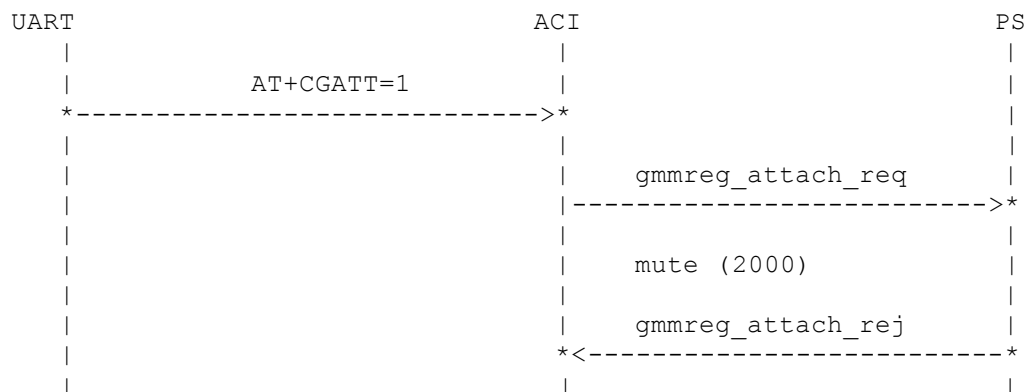 UART ACI PS
AT+CGATT=1
*----------------------------->*
gmmreg_attach_req
|-------------------------->*
mute (2000)
gmmreg_attach_rej
*<--------------------------*